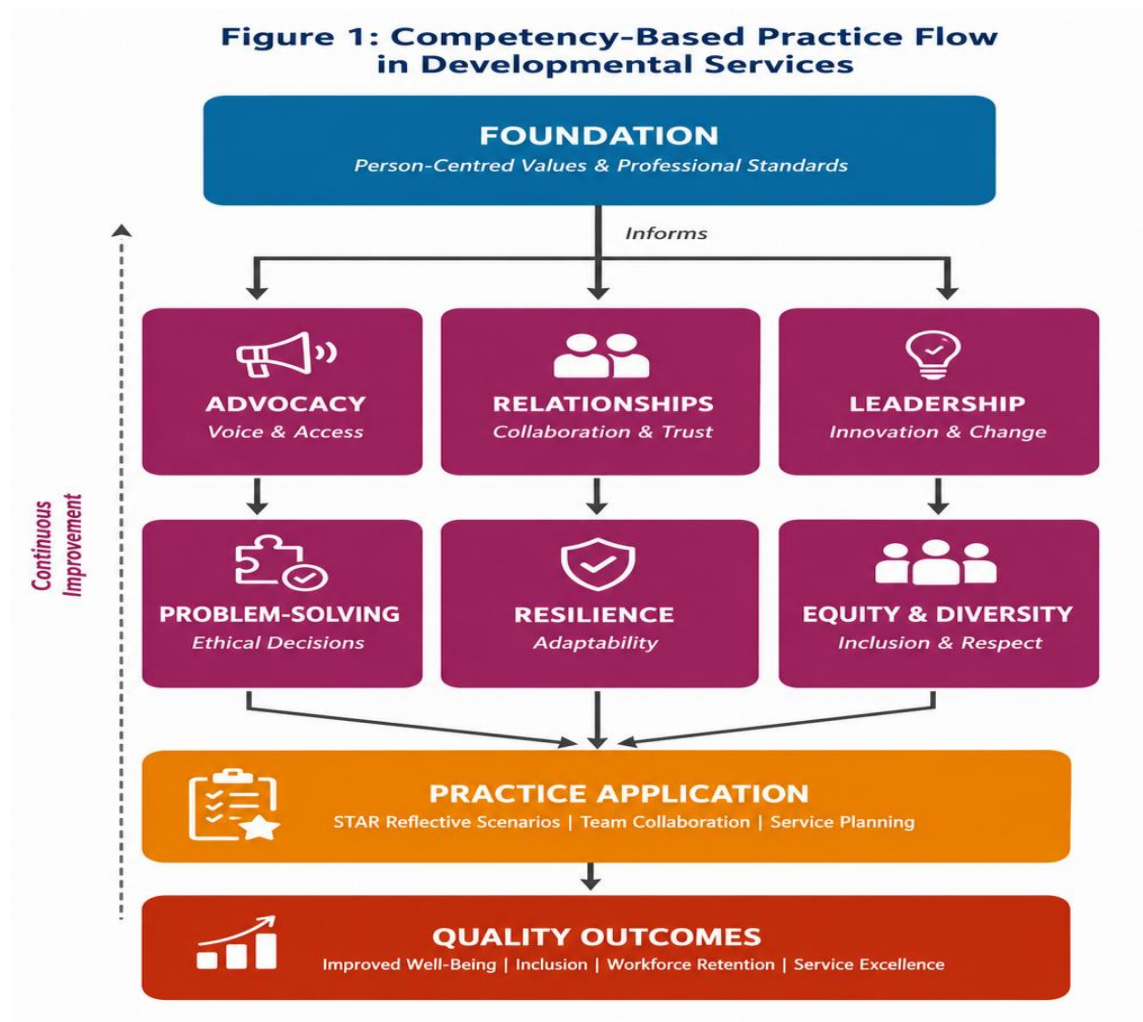 Figure 1: Competency-Based Practice Flow
in Developmental Services
FOUNDATION
Person-Centred Values & Professional Standards
Informs
ADVOCACY
Voice & Access
RELATIONSHIPS
Collaboration & Trust
LEADERSHIP
Innovation & Change
Continuous
Improvement
PROBLEM-SOLVING
Ethical Decisions
RESILIENCE
Adaptability
EQUITY & DIVERSITY
Inclusion & Respect
PRACTICE APPLICATION
STAR Reflective Scenarios | Team Collaboration | Service Planning
QUALITY OUTCOMES
Improved Well-Being | Inclusion | Workforce Retention | Service Excellence